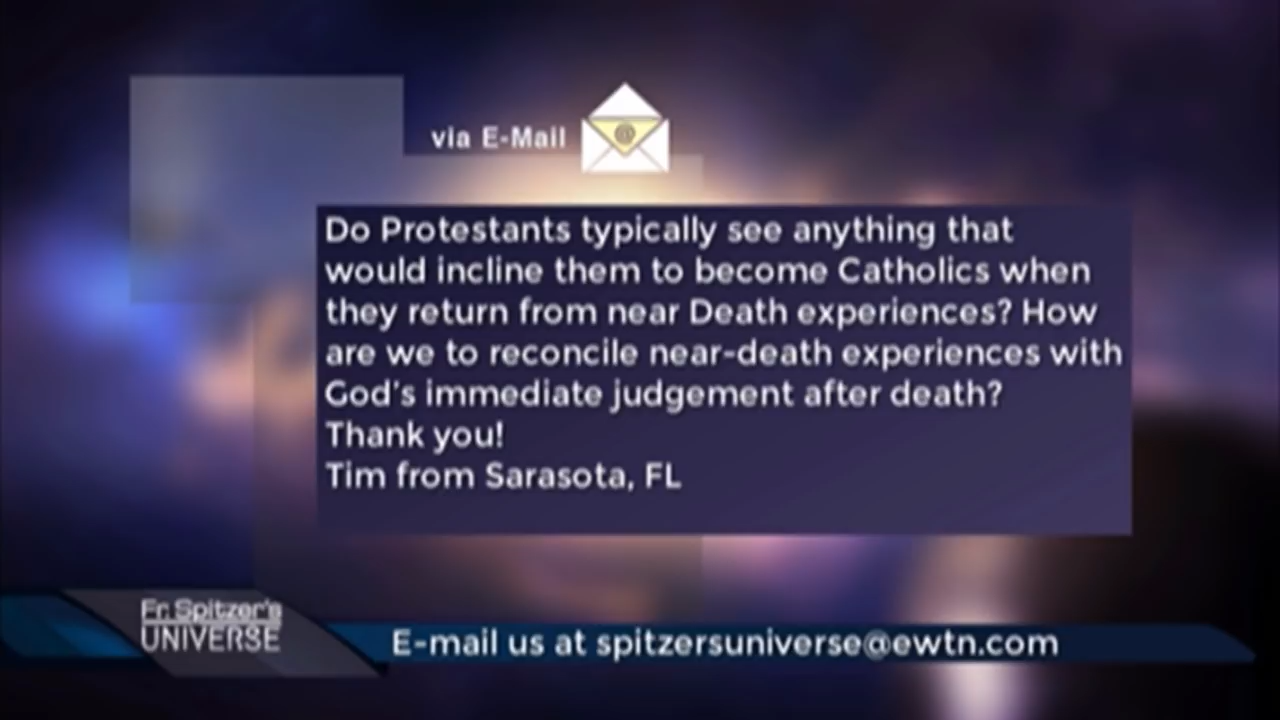 via E-Mail
@
Do Protestants typically see anything that
would incline them to become Catholics when
they return from near Death experiences? How
are we to reconcile near-death experiences with
God's immediate judgement after death?
Thank you!
Tim from Sarasota, FL
Fr. Spitzer's
UNIVERSE
E-mail us at spitzersuniverse@ewtn.com